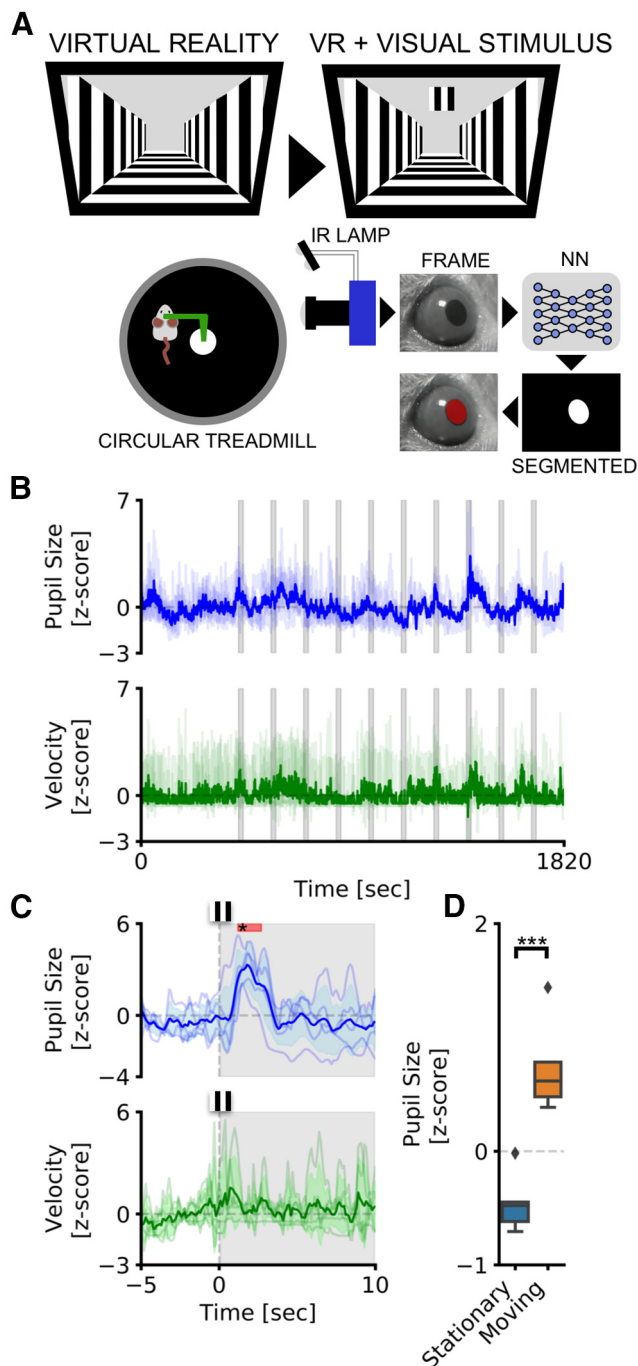 A
VIRTUAL REALITY
VR + VISUAL STIMULUS
IR LAMP
FRAME
NN
CIRCULAR TREADMILL
SEGMENTED
B
Pupil Size
[z-score]
7
0
−3
Velocity
[z-score]
7
0
−3
0
1820
Time [sec]
C
Pupil Size
[z-score]
6
0
−4
*
Velocity
[z-score]
6
0
−3
−5
0
10
Time [sec]
D
Pupil Size
[z-score]
2
0
−1
***
Stationary
Moving